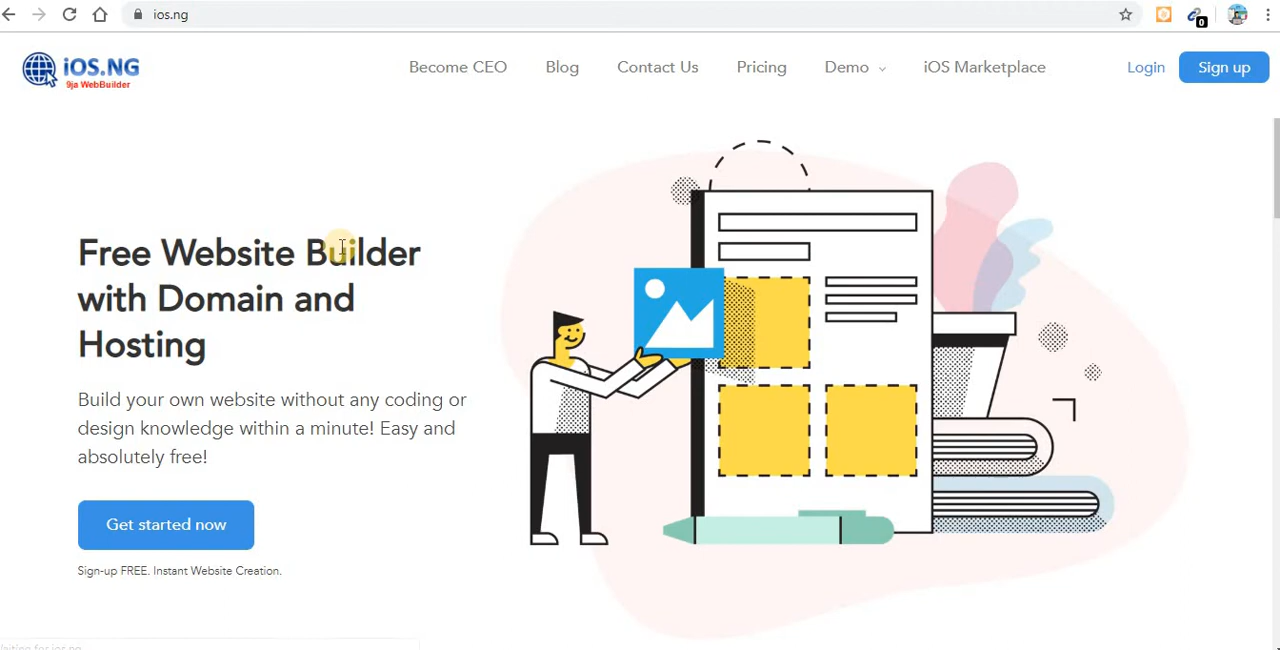 ios.ng
0
iOS.NG
9ja WebBuilder
Become CEO
Blog
Contact Us
Pricing
Demo
iOS Marketplace
Login
Sign up
Free Website Builder
with Domain and
Hosting
Build your own website without any coding or
design knowledge within a minute! Easy and
absolutely free!
Get started now
Sign-up FREE. Instant Website Creation.